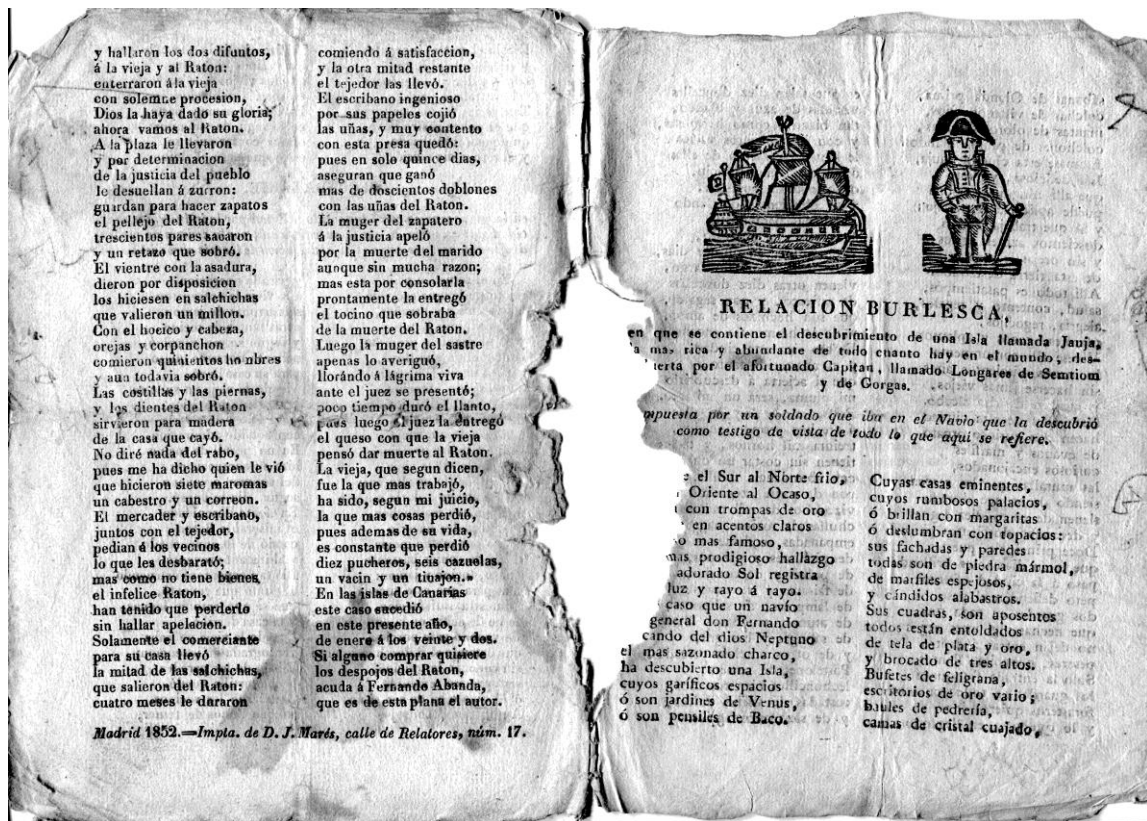 y hallaron los dos difuntos,
á la vieja y al Raton:
enterraron á la vieja
con solemne procesion,
Dios la haya dado su gloria;
ahora vamos al Raton.
A la plaza le llevaron
y por determinacion
de la justicia del pueblo
le desuellan á zurron:
guardan para hacer zapatos
el pellejo del Raton,
trescientos pares sacaron
y un retazo que sobró.
El vientre con la asadura,
dieron por disposicion
los hiciesen en salchichas
que valieron un millon.
Con el hocico y cabeza,
orejas y corpanchon
comieron quinientos hombres
y aun todavia sobró.
Las costillas y las piernas,
y los dientes del Raton
sirvieron para madera
de la casa que cayó.
No diré nada del rabo,
pues me ha dicho quien le vió
que hicieron siete maromas
un cabestro y un correon.
El mercader y escribano,
juntos con el tejedor,
pedian á los vecinos
lo que les desbarató;
mas como no tiene bienes,
el infelice Raton,
han tenido que perderlo
sin hallar apelacion.
Solamente el comerciante
para su casa llevó
la mitad de las salchichas,
que salieron del Raton:
cuatro meses le duraron
comiendo á satisfaccion,
y la otra mitad restante
el tejedor las llevó.
El escribano ingenioso
por sus papeles cojió
las uñas, y muy contento
con esta presa quedó:
pues en solo quince dias,
aseguran que ganó
mas de doscientos doblones
con las uñas del Raton.
La muger del zapatero
á la justicia apeló
por la muerte del marido
aunque sin mucha razon;
mas esta por consolarla
prontamente la entregó
el tocino que sobraba
de la muerte del Raton.
Luego la muger del sastre
apenas lo averiguó,
llorándo á lágrima viva
ante el juez se presentó;
poco tiempo duró el llanto,
pues luego el juez la entregó
el queso con que la vieja
pensó dar muerte al Raton.
La vieja, que segun dicen,
fue la que mas trabajó,
ha sido, segun mi juicio,
la que mas cosas perdió,
pues ademas de su vida,
es constante que perdió
diez pucheros, seis cazuelas,
un vacin y un tinajon.»
En las islas de Canarias
este caso sucedió
en este presente año,
de enero á los veinte y dos.
Si alguno comprar quisiere
los despojos del Raton,
acuda á Fernando Abanda,
que es de esta plana el autor.
Madrid 1852.=Impta. de D. J. Marés, calle de Relatores, núm. 17.
RELACION BURLESCA,
en que se contiene el descubrimiento de una Isla llamada Jauja,
mas rica y abundante de todo cuanto hay en el mundo; des-
erta por el afortunado Capitan, llamado Longares de Semtiom
y de Gorgas.
mpuesta por un soldado que iba en el Navio que la descubrió
como testigo de vista de todo lo que aqui se refiere.
el Sur al Norte frio,
Oriente al Ocaso,
con trompas de oro
en acentos claros
mas famoso,
mas prodigioso hallazgo
adorado Sol registra
luz y rayo á rayo.
caso que un navío
general don Fernando
cando del dios Neptuno
el mas sazonado charco,
ha descubierto una Isla,
cuyos garíficos espacios
ó son jardines de Venus,
ó son pensiles de Baco.
Cuyas casas eminentes,
cuyos rumbosos palacios,
ó brillan con margaritas
ó deslumbran con topacios:
sus fachadas y paredes
todas son de piedra mármol,
de marfiles espejosos,
y cándidos alabastros.
Sus cuadras, son aposentos
todos están entoldados
de tela de plata y oro,
y brocado de tres altos.
Bufetes de feligrana,
escritorios de oro vario;
baules de pedrería,
camas de cristal cuajado,